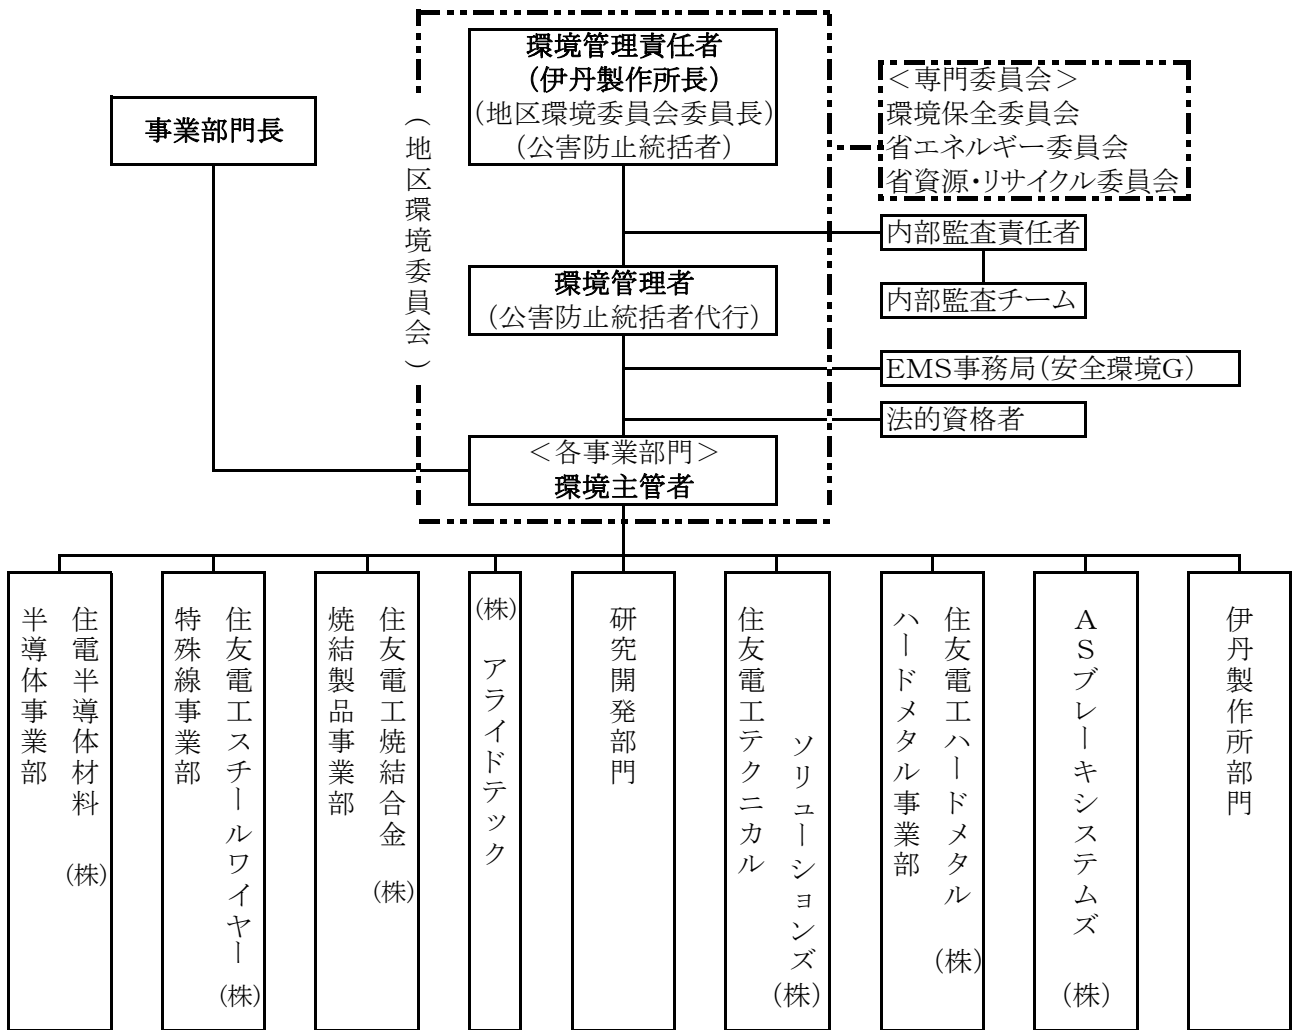 環境管理責任者
(伊丹製作所長)
(地区環境委員会委員長)
(公害防止統括者)
事業部門長
(地区環境委員会)
＜専門委員会＞
環境保全委員会
省エネルギー委員会
省資源・リサイクル委員会
内部監査責任者
内部監査チーム
環境管理者
(公害防止統括者代行)
EMS事務局(安全環境G)
法的資格者
＜各事業部門＞
環境主管者
住電半導体材料(株)
半導体事業部
住友電工スチールワイヤー(株)
特殊線事業部
住友電工焼結合金(株)
焼結製品事業部
(株)アライドテック
研究開発部門
住友電工テクニカル
ソリューションズ(株)
住友電工ハードメタル(株)
ハードメタル事業部
ASブレーキシステムズ(株)
伊丹製作所部門